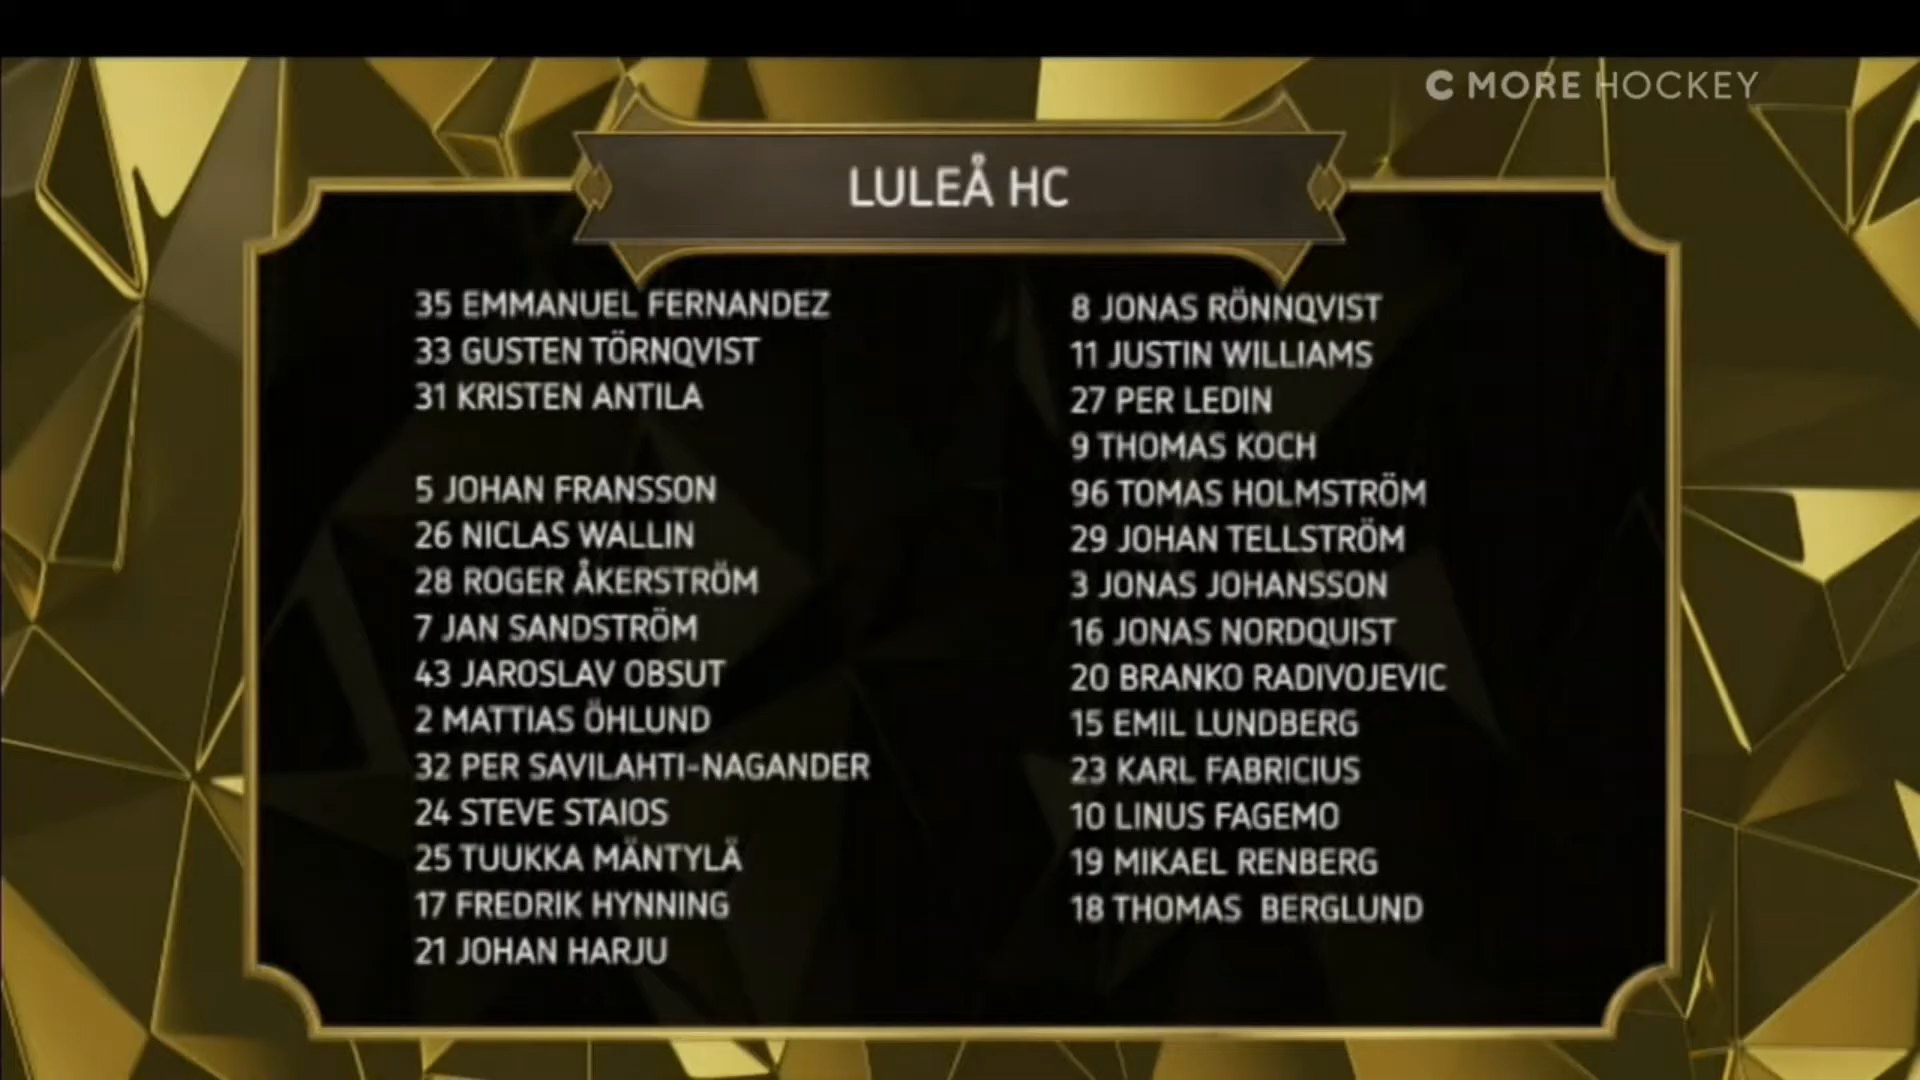 C MORE HOCKEY
LULEÅ HC
35 EMMANUEL FERNANDEZ
33 GUSTEN TÖRNQVIST
31 KRISTEN ANTILA
5 JOHAN FRANSSON
26 NICLAS WALLIN
28 ROGER ÅKERSTRÖM
7 JAN SANDSTRÖM
43 JAROSLAV OBSUT
2 MATTIAS ÖHLUND
32 PER SAVILAHTI-NAGANDER
24 STEVE STAIOS
25 TUUKKA MÄNTYLÄ
17 FREDRIK HYNNING
21 JOHAN HARJU
8 JONAS RÖNNQVIST
11 JUSTIN WILLIAMS
27 PER LEDIN
9 THOMAS KOCH
96 TOMAS HOLMSTRÖM
29 JOHAN TELLSTRÖM
3 JONAS JOHANSSON
16 JONAS NORDQUIST
20 BRANKO RADIVOJEVIC
15 EMIL LUNDBERG
23 KARL FABRICIUS
10 LINUS FAGEMO
19 MIKAEL RENBERG
18 THOMAS BERGLUND